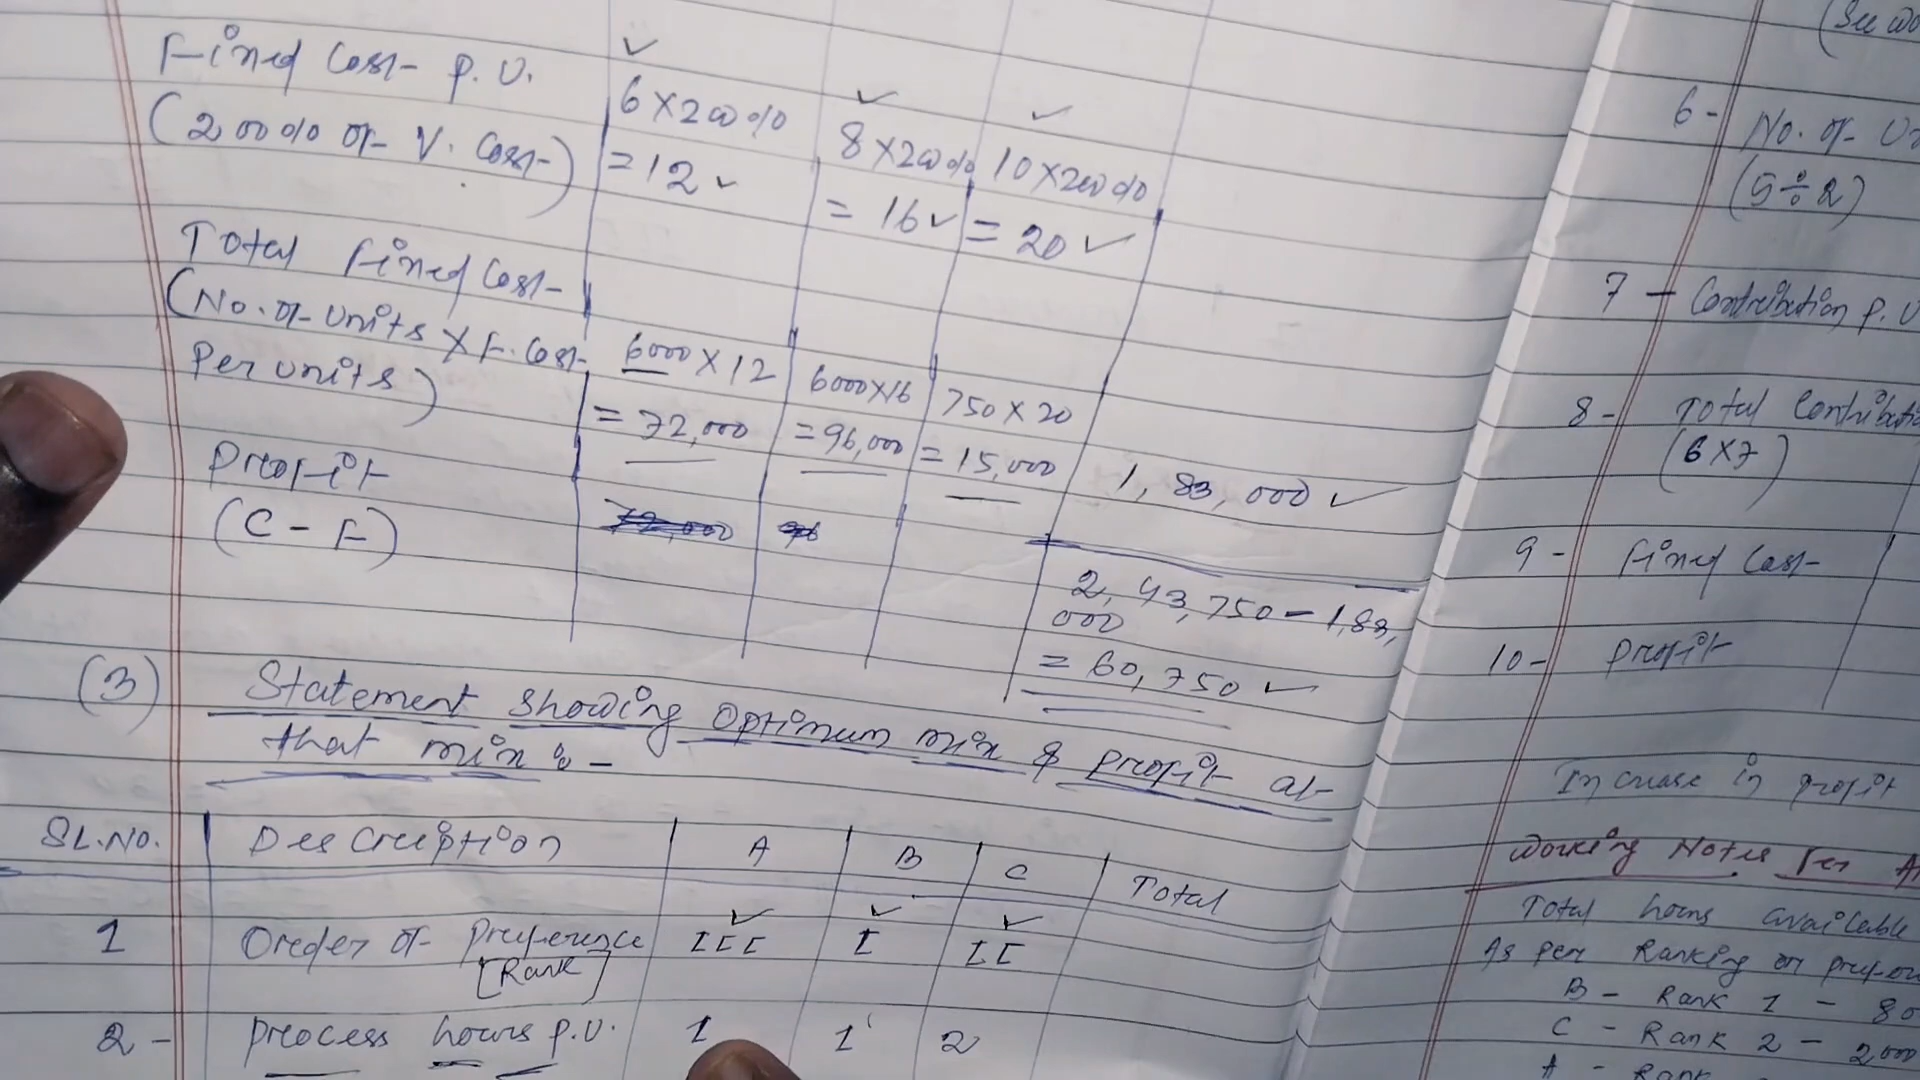 Fixed Cost P.U.
(200% of V. Cost)
6 X 200%
= 12
8 X 200%
= 16
10 X 200%
= 20
Total Fixed Cost
(No. of units X F. Cost
Per units)
6000 X 12
= 72,000
6000 X 16
= 96,000
750 X 20
= 15,000
1,83,000
Profit
(C - F)
2,43,750 - 1,83,
000
= 60,750
(3) Statement showing Optimum mix & Profit at
that mix :-
SL.NO. Description A B C Total
1 Order of preference III I II
[Rank]
2 - Process hours p.U. 1 1 2
(See
6 - No. of
(5 ÷ 2)
7 - Contribution P.U
8 - Total
(6 X 7)
9 - Fixed Cost
10 - Profit
Increase in profit
Working Notes For
Total hours available
As per Ranking or
B - Rank 1 - 80
C - Rank 2 - 2,000
A - Rank